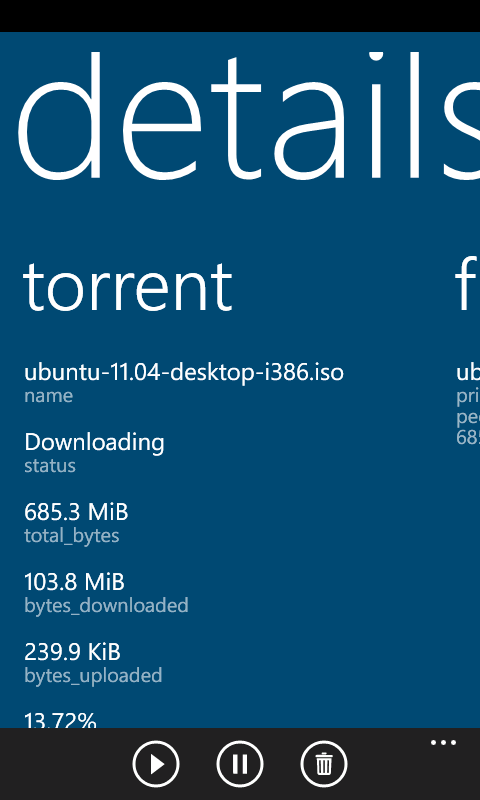 details
torrent
f
ubuntu-11.04-desktop-i386.iso
name
Downloading
status
685.3 MiB
total_bytes
103.8 MiB
bytes_downloaded
239.9 KiB
bytes_uploaded
13.72%
ub
pri
pe
685